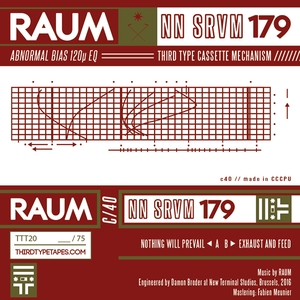 RAUM NN SRVM 179
ABNORMAL BIAS 120µ EQ THIRD TYPE CASSETTE MECHANISM ///////
c40 // made in CCCPU
RAUM C/40 NN SRVM 179
TTT20 ___/75
THIRDTYPETAPES.COM
NOTHING WILL PREVAIL ◀ A B ▶ EXHAUST AND FEED
Music by RAUM
Engineered by Damon Broder at New Terminal Studios, Brussels, 2016
Mastering: Fabien Meunier